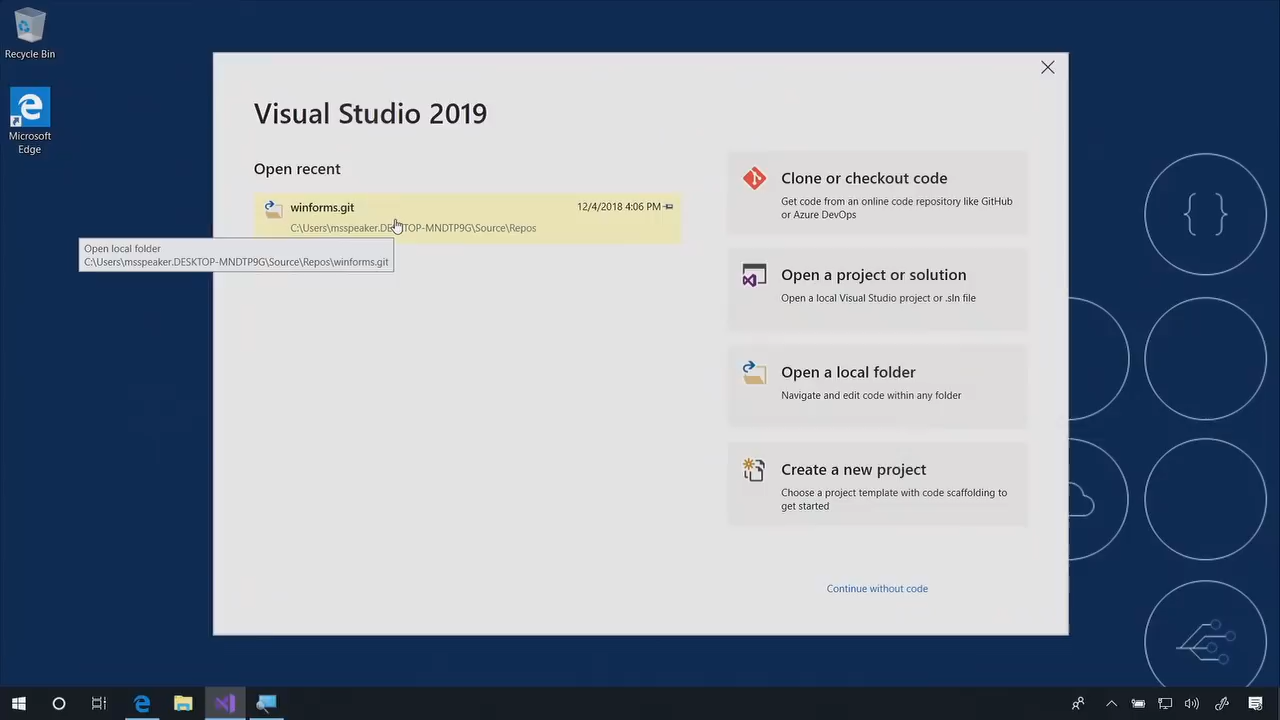 Recycle Bin
Microsoft
Edge
Visual Studio 2019
Open recent
winforms.git
12/4/2018 4:06 PM
C:\Users\msspeaker.DESKTOP-MNDTP9G\Source\Repos
Open local folder
C:\Users\msspeaker.DESKTOP-MNDTP9G\Source\Repos\winforms.git
Clone or checkout code
Get code from an online code repository like GitHub
or Azure DevOps
Open a project or solution
Open a local Visual Studio project or .sln file
Open a local folder
Navigate and edit code within any folder
Create a new project
Choose a project template with code scaffolding to
get started
Continue without code